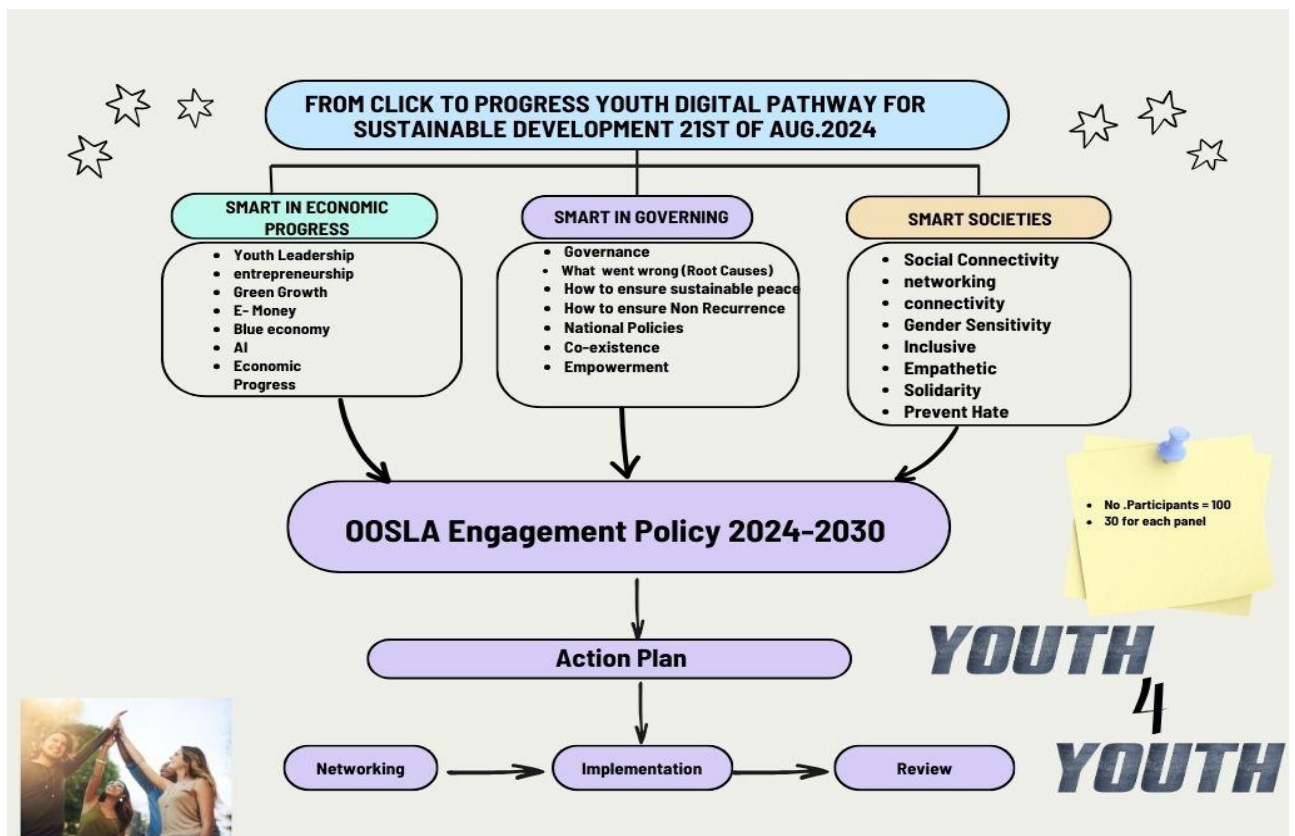 FROM CLICK TO PROGRESS YOUTH DIGITAL PATHWAY FOR
SUSTAINABLE DEVELOPMENT 21ST OF AUG.2024
SMART IN ECONOMIC
PROGRESS
• Youth Leadership
• entrepreneurship
• Green Growth
• E- Money
• Blue economy
• AI
• Economic
Progress
SMART IN GOVERNING
• Governance
• What went wrong (Root Causes)
• How to ensure sustainable peace
• How to ensure Non Recurrence
• National Policies
• Co-existence
• Empowerment
SMART SOCIETIES
• Social Connectivity
• networking
• connectivity
• Gender Sensitivity
• Inclusive
• Empathetic
• Solidarity
• Prevent Hate
OOSLA Engagement Policy 2024-2030
• No .Participants = 100
• 30 for each panel
Action Plan
Networking
Implementation
Review
YOUTH
4
YOUTH